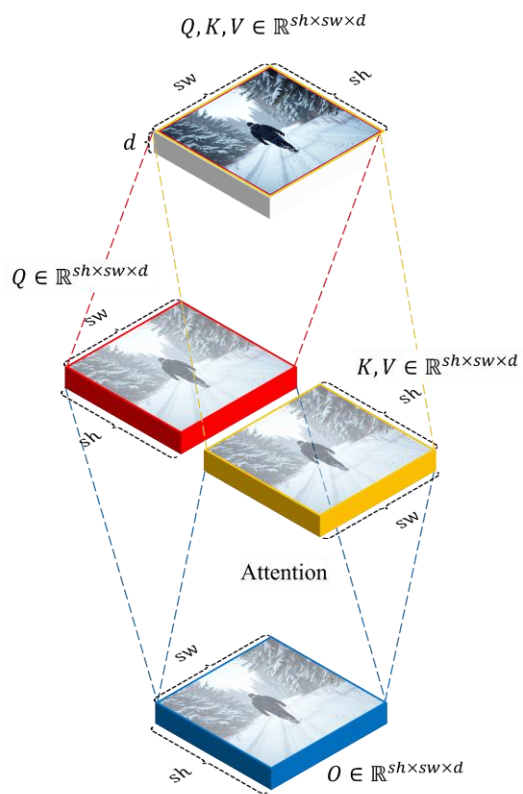 Q, K, V ∈ ℝ^{sh×sw×d}
sw
sh
d
Q ∈ ℝ^{sh×sw×d}
sw
sh
K, V ∈ ℝ^{sh×sw×d}
sh
sw
Attention
sw
sh
O ∈ ℝ^{sh×sw×d}